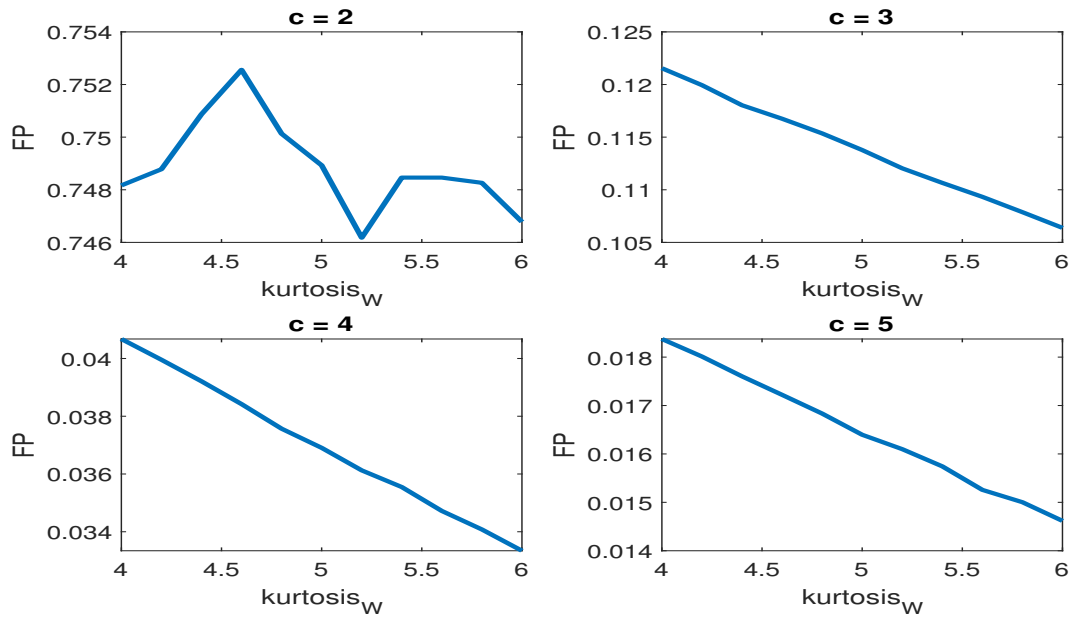 c = 2
0.754
0.752
0.75
0.748
0.746
FP
4 4.5 5 5.5 6
kurtosis_W
c = 3
0.125
0.12
0.115
0.11
0.105
FP
4 4.5 5 5.5 6
kurtosis_W
c = 4
0.04
0.038
0.036
0.034
FP
4 4.5 5 5.5 6
kurtosis_W
c = 5
0.018
0.017
0.016
0.015
0.014
FP
4 4.5 5 5.5 6
kurtosis_W